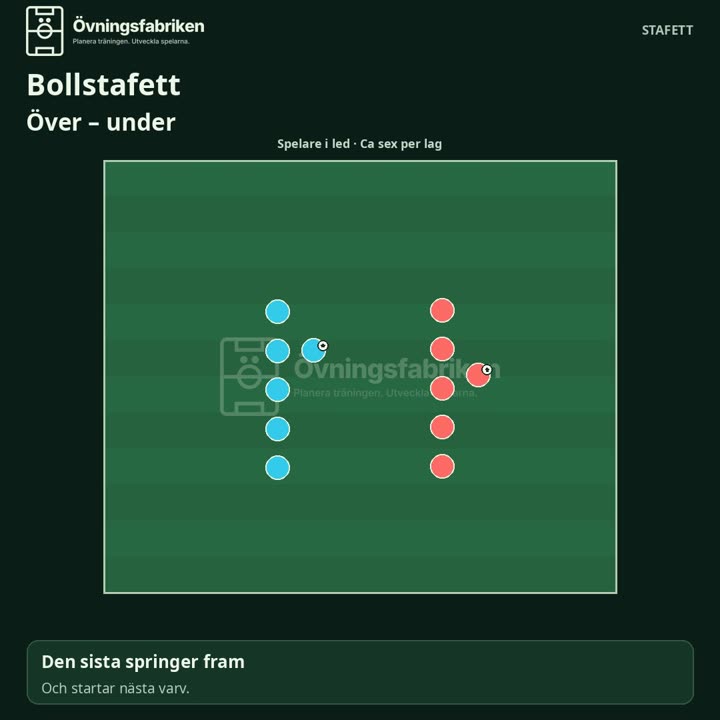 Övningsfabriken
Planera träningen. Utveckla spelarna.
STAFETT
Bollstafett
Över – under
Spelare i led · Ca sex per lag
Övningsfabriken
Planera träningen. Utveckla spelarna.
Den sista springer fram
Och startar nästa varv.